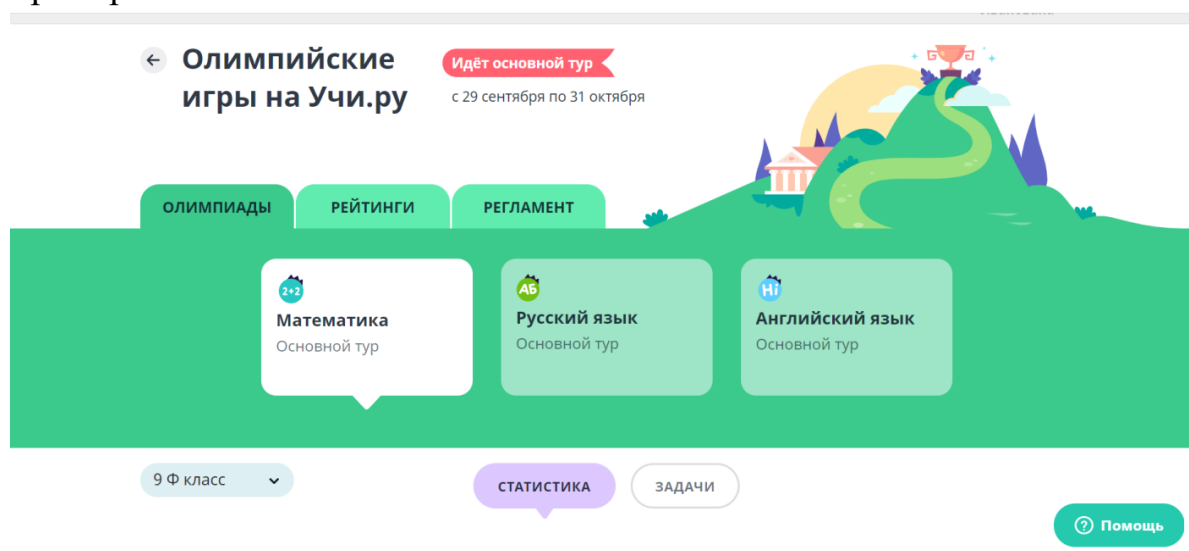 Олимпийские
игры на Учи.ру
Идёт основной тур
с 29 сентября по 31 октября
ОЛИМПИАДЫ
РЕЙТИНГИ
РЕГЛАМЕНТ
2+2
Математика
Основной тур
АБ
Русский язык
Основной тур
Hi
Английский язык
Основной тур
9 Ф класс
СТАТИСТИКА
ЗАДАЧИ
? Помощь